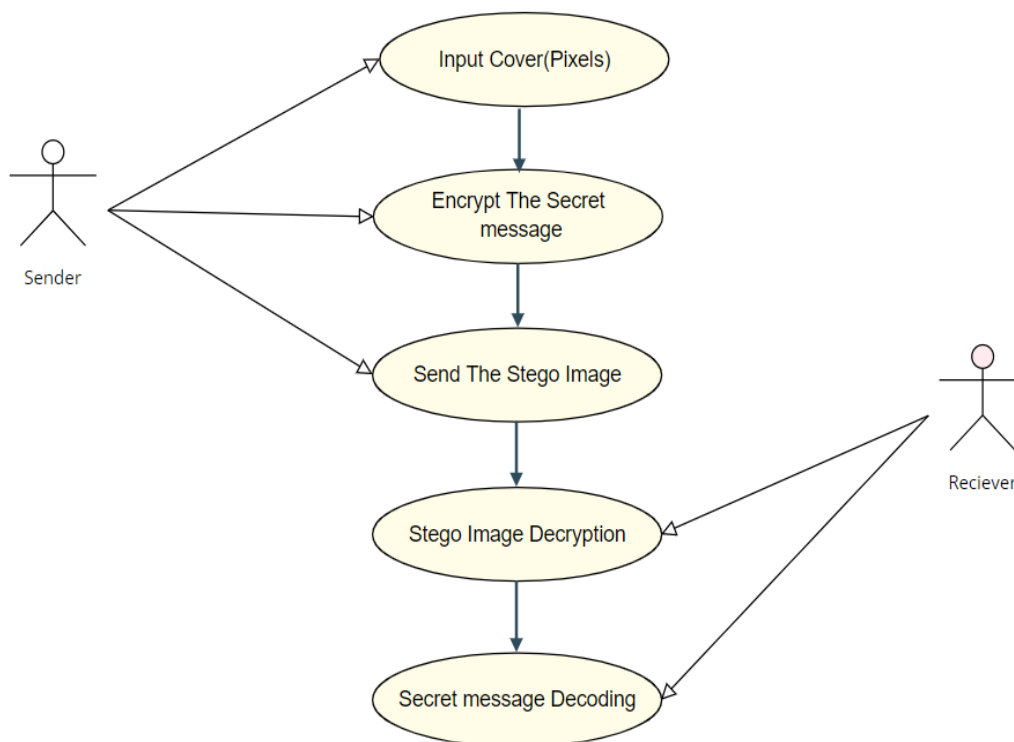 Input Cover(Pixels)
Encrypt The Secret
message
Sender
Send The Stego Image
Reciever
Stego Image Decryption
Secret message Decoding